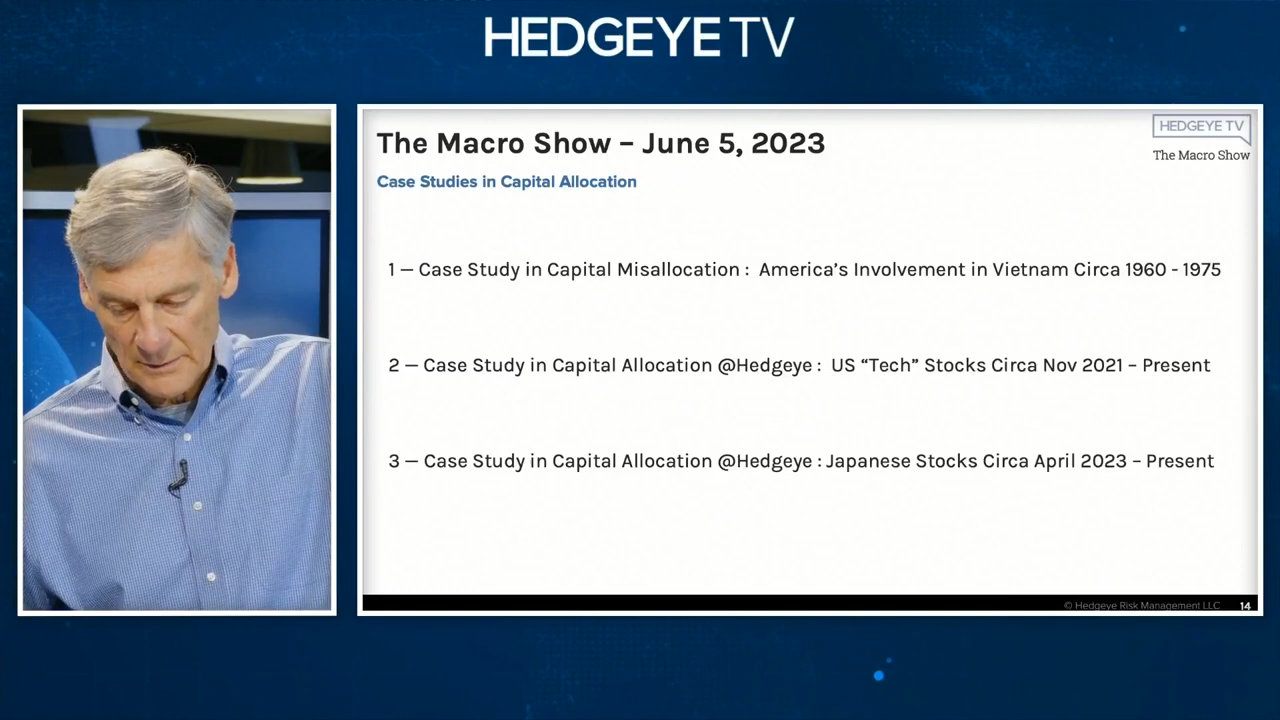 HEDGEYE TV
The Macro Show – June 5, 2023
HEDGEYE TV
The Macro Show
Case Studies in Capital Allocation
1 — Case Study in Capital Misallocation : America’s Involvement in Vietnam Circa 1960 - 1975
2 — Case Study in Capital Allocation @Hedgeye : US “Tech” Stocks Circa Nov 2021 – Present
3 — Case Study in Capital Allocation @Hedgeye : Japanese Stocks Circa April 2023 – Present
© Hedgeye Risk Management LLC 14